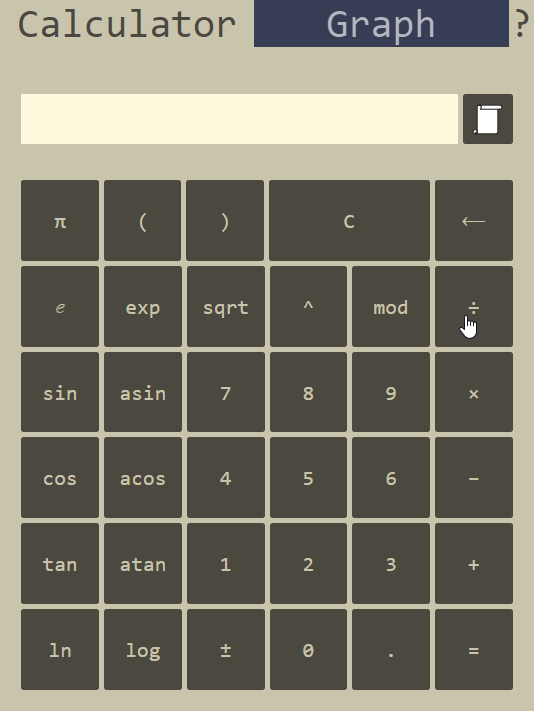 Calculator Graph ?
π ( ) C ←
ℯ exp sqrt ^ mod ÷
sin asin 7 8 9 ×
cos acos 4 5 6 −
tan atan 1 2 3 +
ln log ± 0 . =